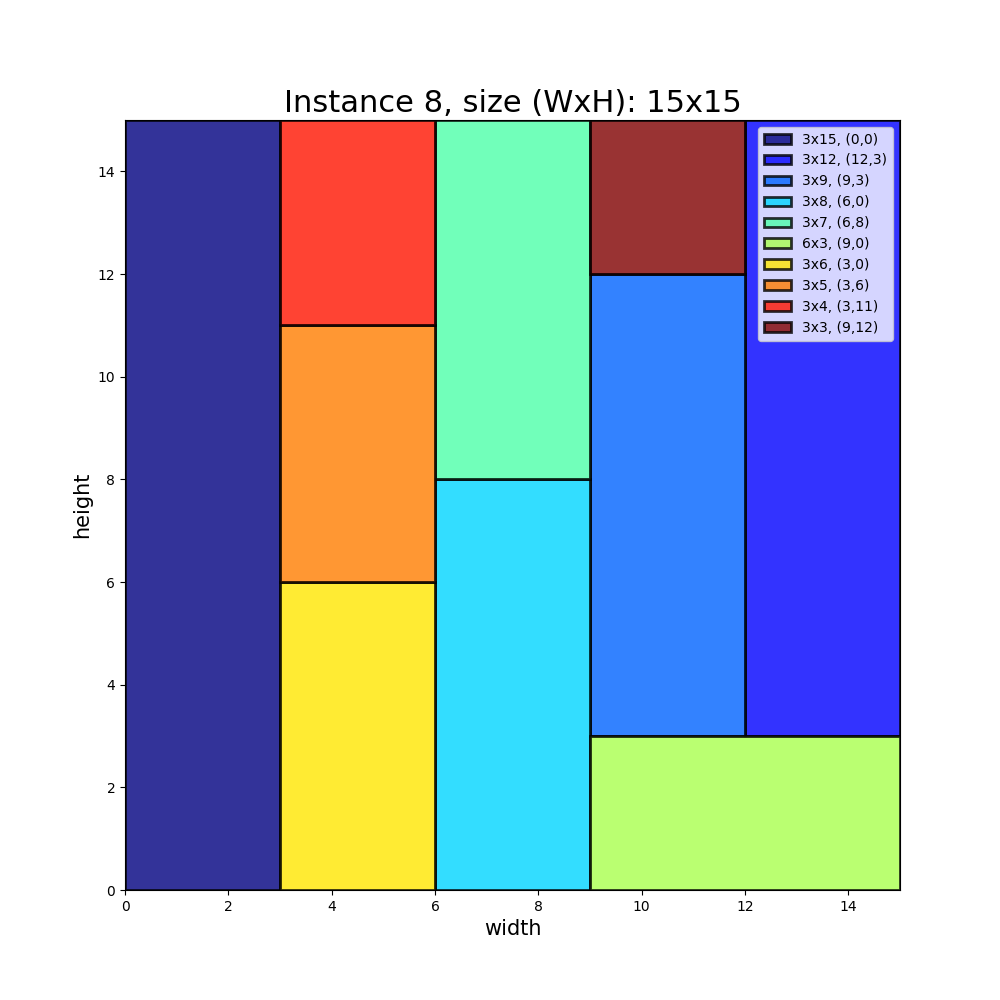 Instance 8, size (WxH): 15x15
3x15, (0,0)
3x12, (12,3)
3x9, (9,3)
3x8, (6,0)
3x7, (6,8)
6x3, (9,0)
3x6, (3,0)
3x5, (3,6)
3x4, (3,11)
3x3, (9,12)
height
14
12
10
8
6
4
2
0
0 2 4 6 8 10 12 14
width